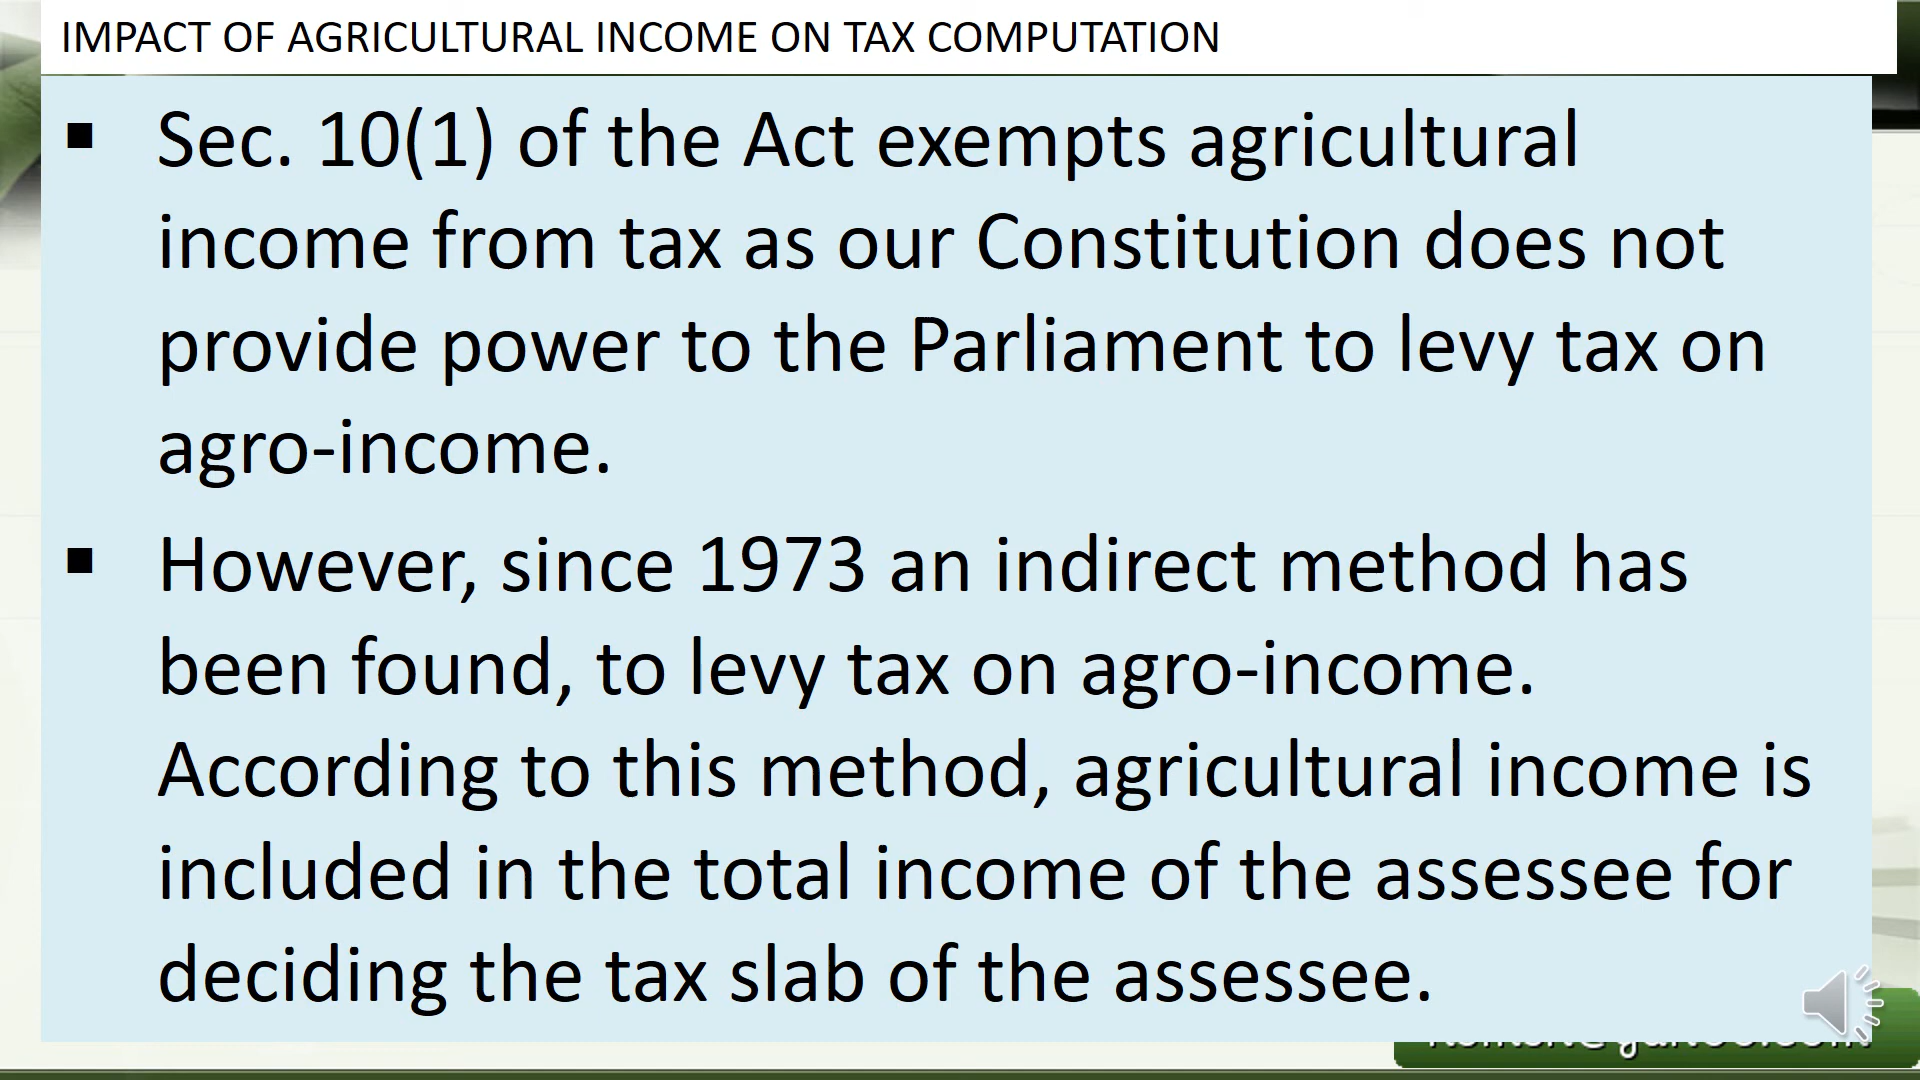 IMPACT OF AGRICULTURAL INCOME ON TAX COMPUTATION
▪ Sec. 10(1) of the Act exempts agricultural
income from tax as our Constitution does not
provide power to the Parliament to levy tax on
agro-income.
▪ However, since 1973 an indirect method has
been found, to levy tax on agro-income.
According to this method, agricultural income is
included in the total income of the assessee for
deciding the tax slab of the assessee.